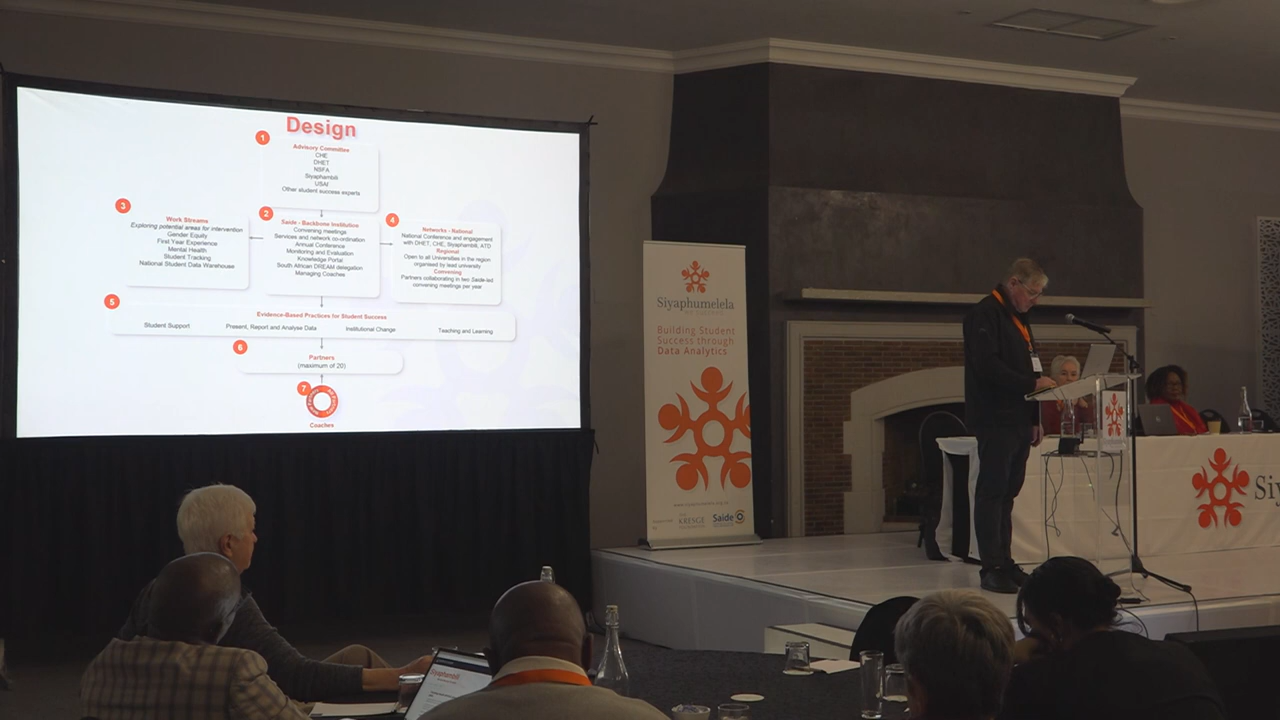 Design
1
Advisory Committee
CHE
DHET
NSFA
Siyaphambili
USAf
Other student success experts
3
Work Streams
Exploring potential areas for intervention
Gender Equity
First Year Experience
Mental Health
Student Tracking
National Student Data Warehouse
2
Saide - Backbone Institution
Convening meetings
Services and network co-ordination
Annual Conference
Monitoring and Evaluation
Knowledge Portal
South African DREAM delegation
Managing Coaches
4
Networks - National
National Conference and engagement
with DHET, CHE, Siyaphambili, ATD
Regional
Open to all Universities in the region
organised by lead university
Convening
Partners collaborating in two Saide-led
convening meetings per year
5
Evidence-Based Practices for Student Success
Student Support Present, Report and Analyse Data Institutional Change Teaching and Learning
6
Partners
(maximum of 20)
7
Coaches
Siyaphumelela
Building Student
Success through
Data Analytics
KRESGE
Saide
Siy
Siyaphambili